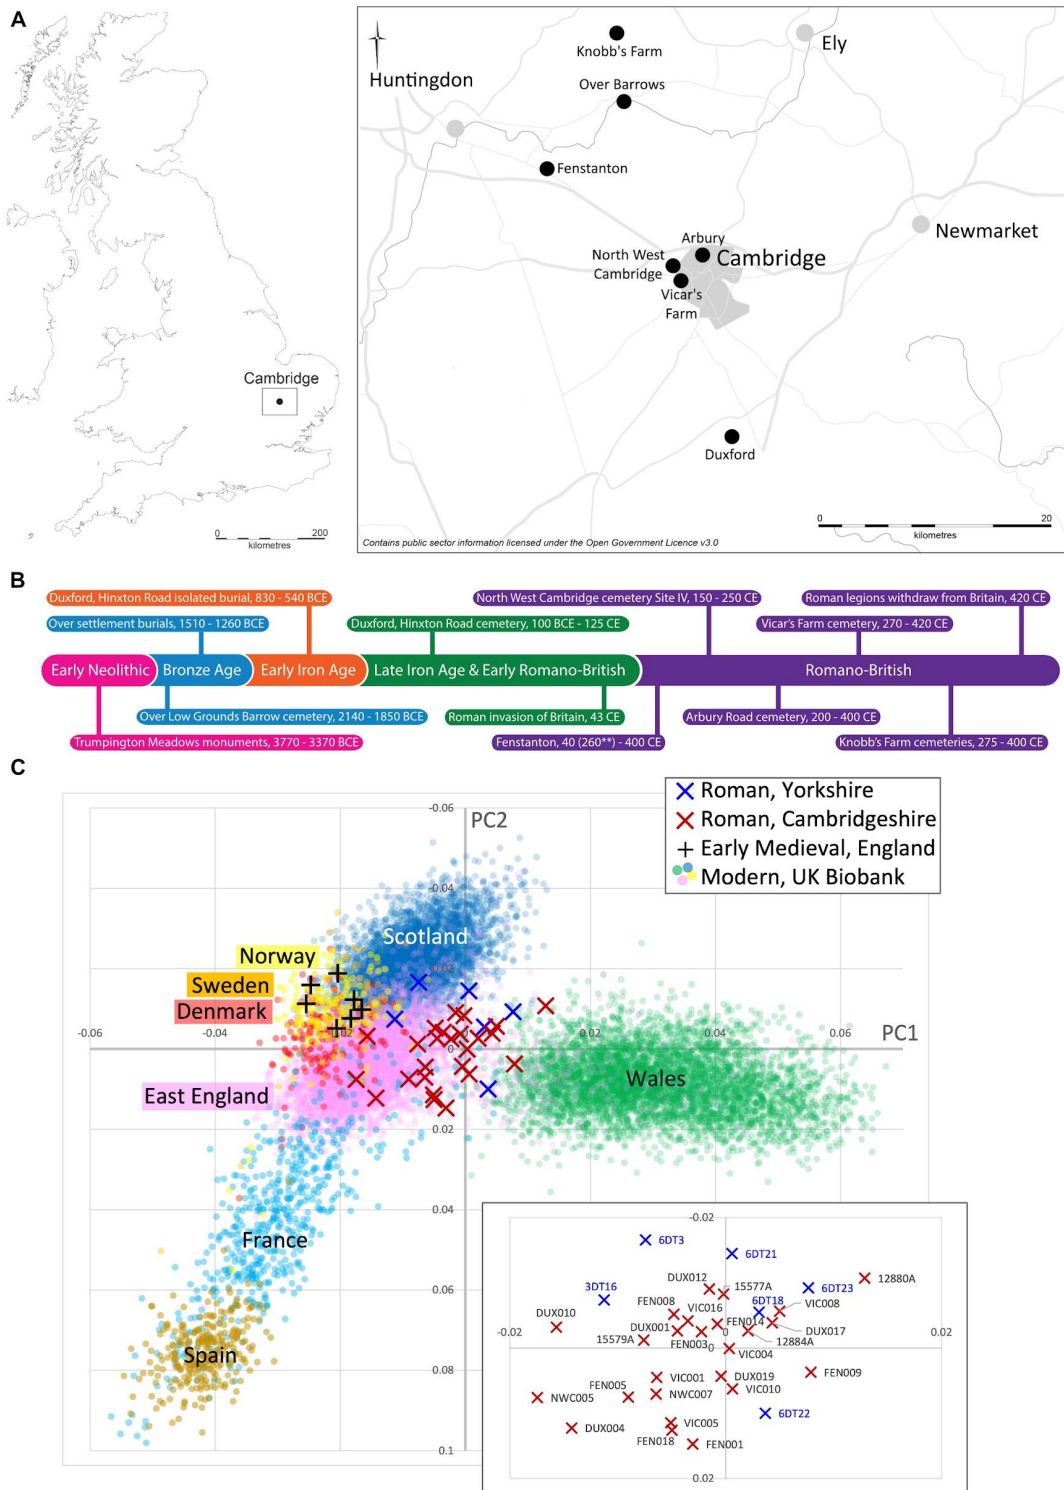 A
Cambridge
0 200
kilometres
Knobb's Farm
Ely
Huntingdon
Over Barrows
Fenstanton
Newmarket
Arbury
North West
Cambridge
Cambridge
Vicar's
Farm
Duxford
0 20
kilometres
Contains public sector information licensed under the Open Government Licence v3.0
B
Duxford, Hinxton Road isolated burial, 830 - 540 BCE
North West Cambridge cemetery Site IV, 150 - 250 CE
Roman legions withdraw from Britain, 420 CE
Over settlement burials, 1510 - 1260 BCE
Duxford, Hinxton Road cemetery, 100 BCE - 125 CE
Vicar's Farm cemetery, 270 - 420 CE
Early Neolithic
Bronze Age
Early Iron Age
Late Iron Age & Early Romano-British
Romano-British
Over Low Grounds Barrow cemetery, 2140 - 1850 BCE
Roman invasion of Britain, 43 CE
Arbury Road cemetery, 200 - 400 CE
Trumpington Meadows monuments, 3770 - 3370 BCE
Fenstanton, 40 (260**) - 400 CE
Knobb's Farm cemeteries, 275 - 400 CE
C
Roman, Yorkshire
Roman, Cambridgeshire
Early Medieval, England
Modern, UK Biobank
-0.06
PC2
-0.04
Scotland
Norway
-0.02
Sweden
Denmark
-0.06 -0.04 -0.02 0 0.02 0.04 0.06
PC1
East England
Wales
0.02
0.04
France
0.06
Spain
0.08
0.1
-0.02
6DT3
6DT21
DUX012
15577A
12880A
3DT16
6DT23
FEN008
VIC016
6DT18
VIC008
DUX010
DUX001
FEN014
DUX017
-0.02
0.02
15579A
FEN003
0
12884A
VIC004
VIC001
DUX019
FEN009
FEN005
NWC005
NWC007
VIC010
6DT22
DUX004
VIC005
FEN018
FEN001
0.02